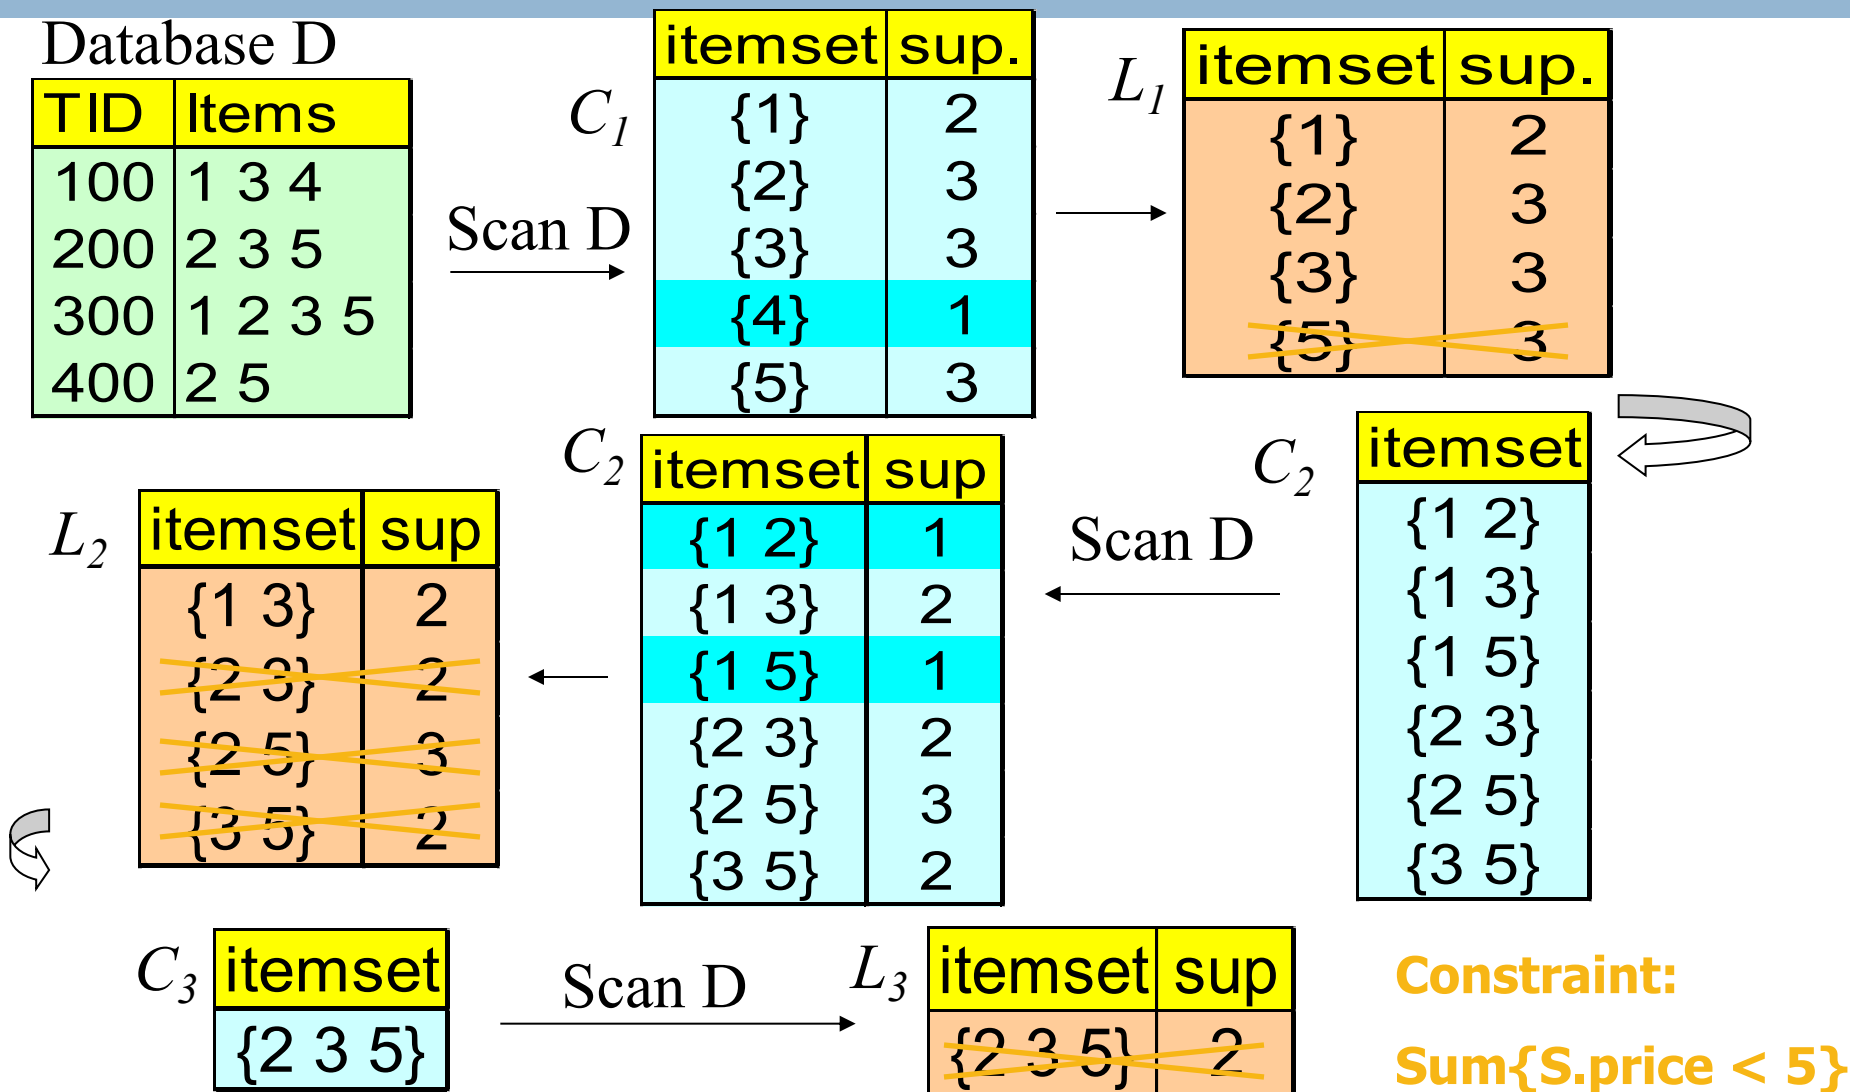 Database D
TID Items
100 1 3 4
200 2 3 5
300 1 2 3 5
400 2 5
Scan D
C1
itemset sup.
{1} 2
{2} 3
{3} 3
{4} 1
{5} 3
L1
itemset sup.
{1} 2
{2} 3
{3} 3
{5} 3
C2
itemset
{1 2}
{1 3}
{1 5}
{2 3}
{2 5}
{3 5}
Scan D
C2
itemset sup
{1 2} 1
{1 3} 2
{1 5} 1
{2 3} 2
{2 5} 3
{3 5} 2
L2
itemset sup
{1 3} 2
{2 3} 2
{2 5} 3
{3 5} 2
C3
itemset
{2 3 5}
Scan D
L3
itemset sup
{2 3 5} 2
Constraint:
Sum{S.price < 5}